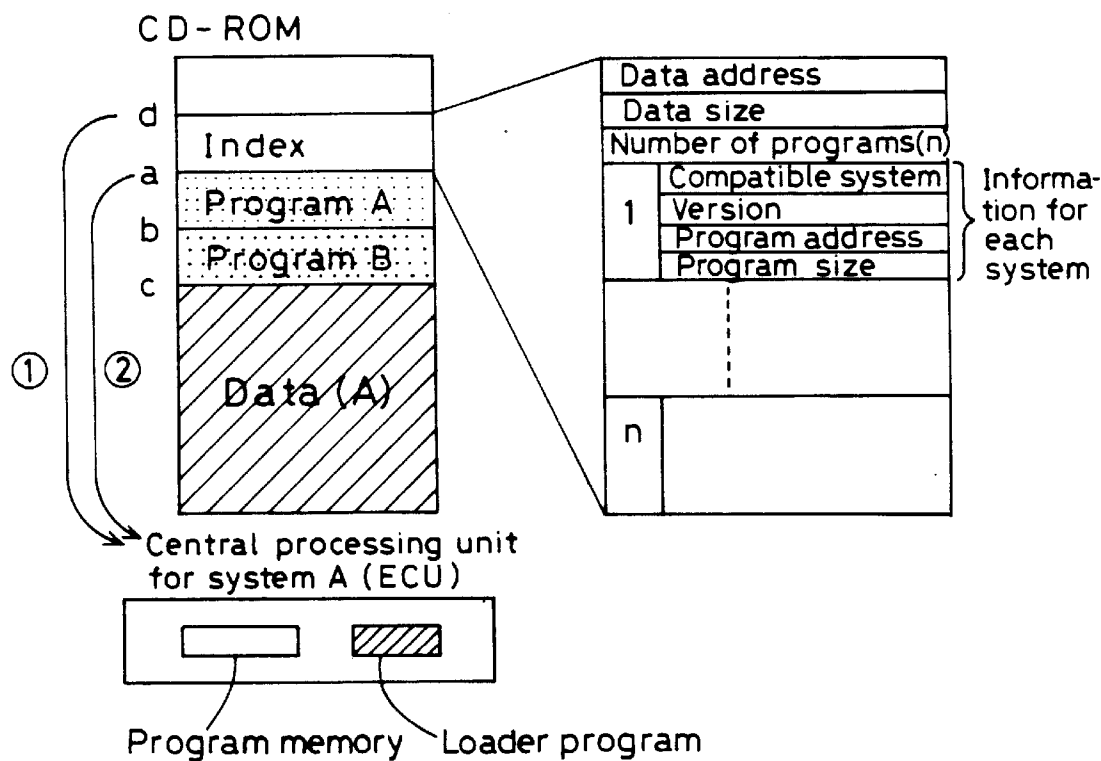 CD-ROM
d
Index
a
Program A
b
Program B
c
Data (A)
①
②
Data address
Data size
Number of programs(n)
1
Compatible system
Version
Program address
Program size
Informa-
tion for
each
system
n
Central processing unit
for system A (ECU)
Program memory
Loader program